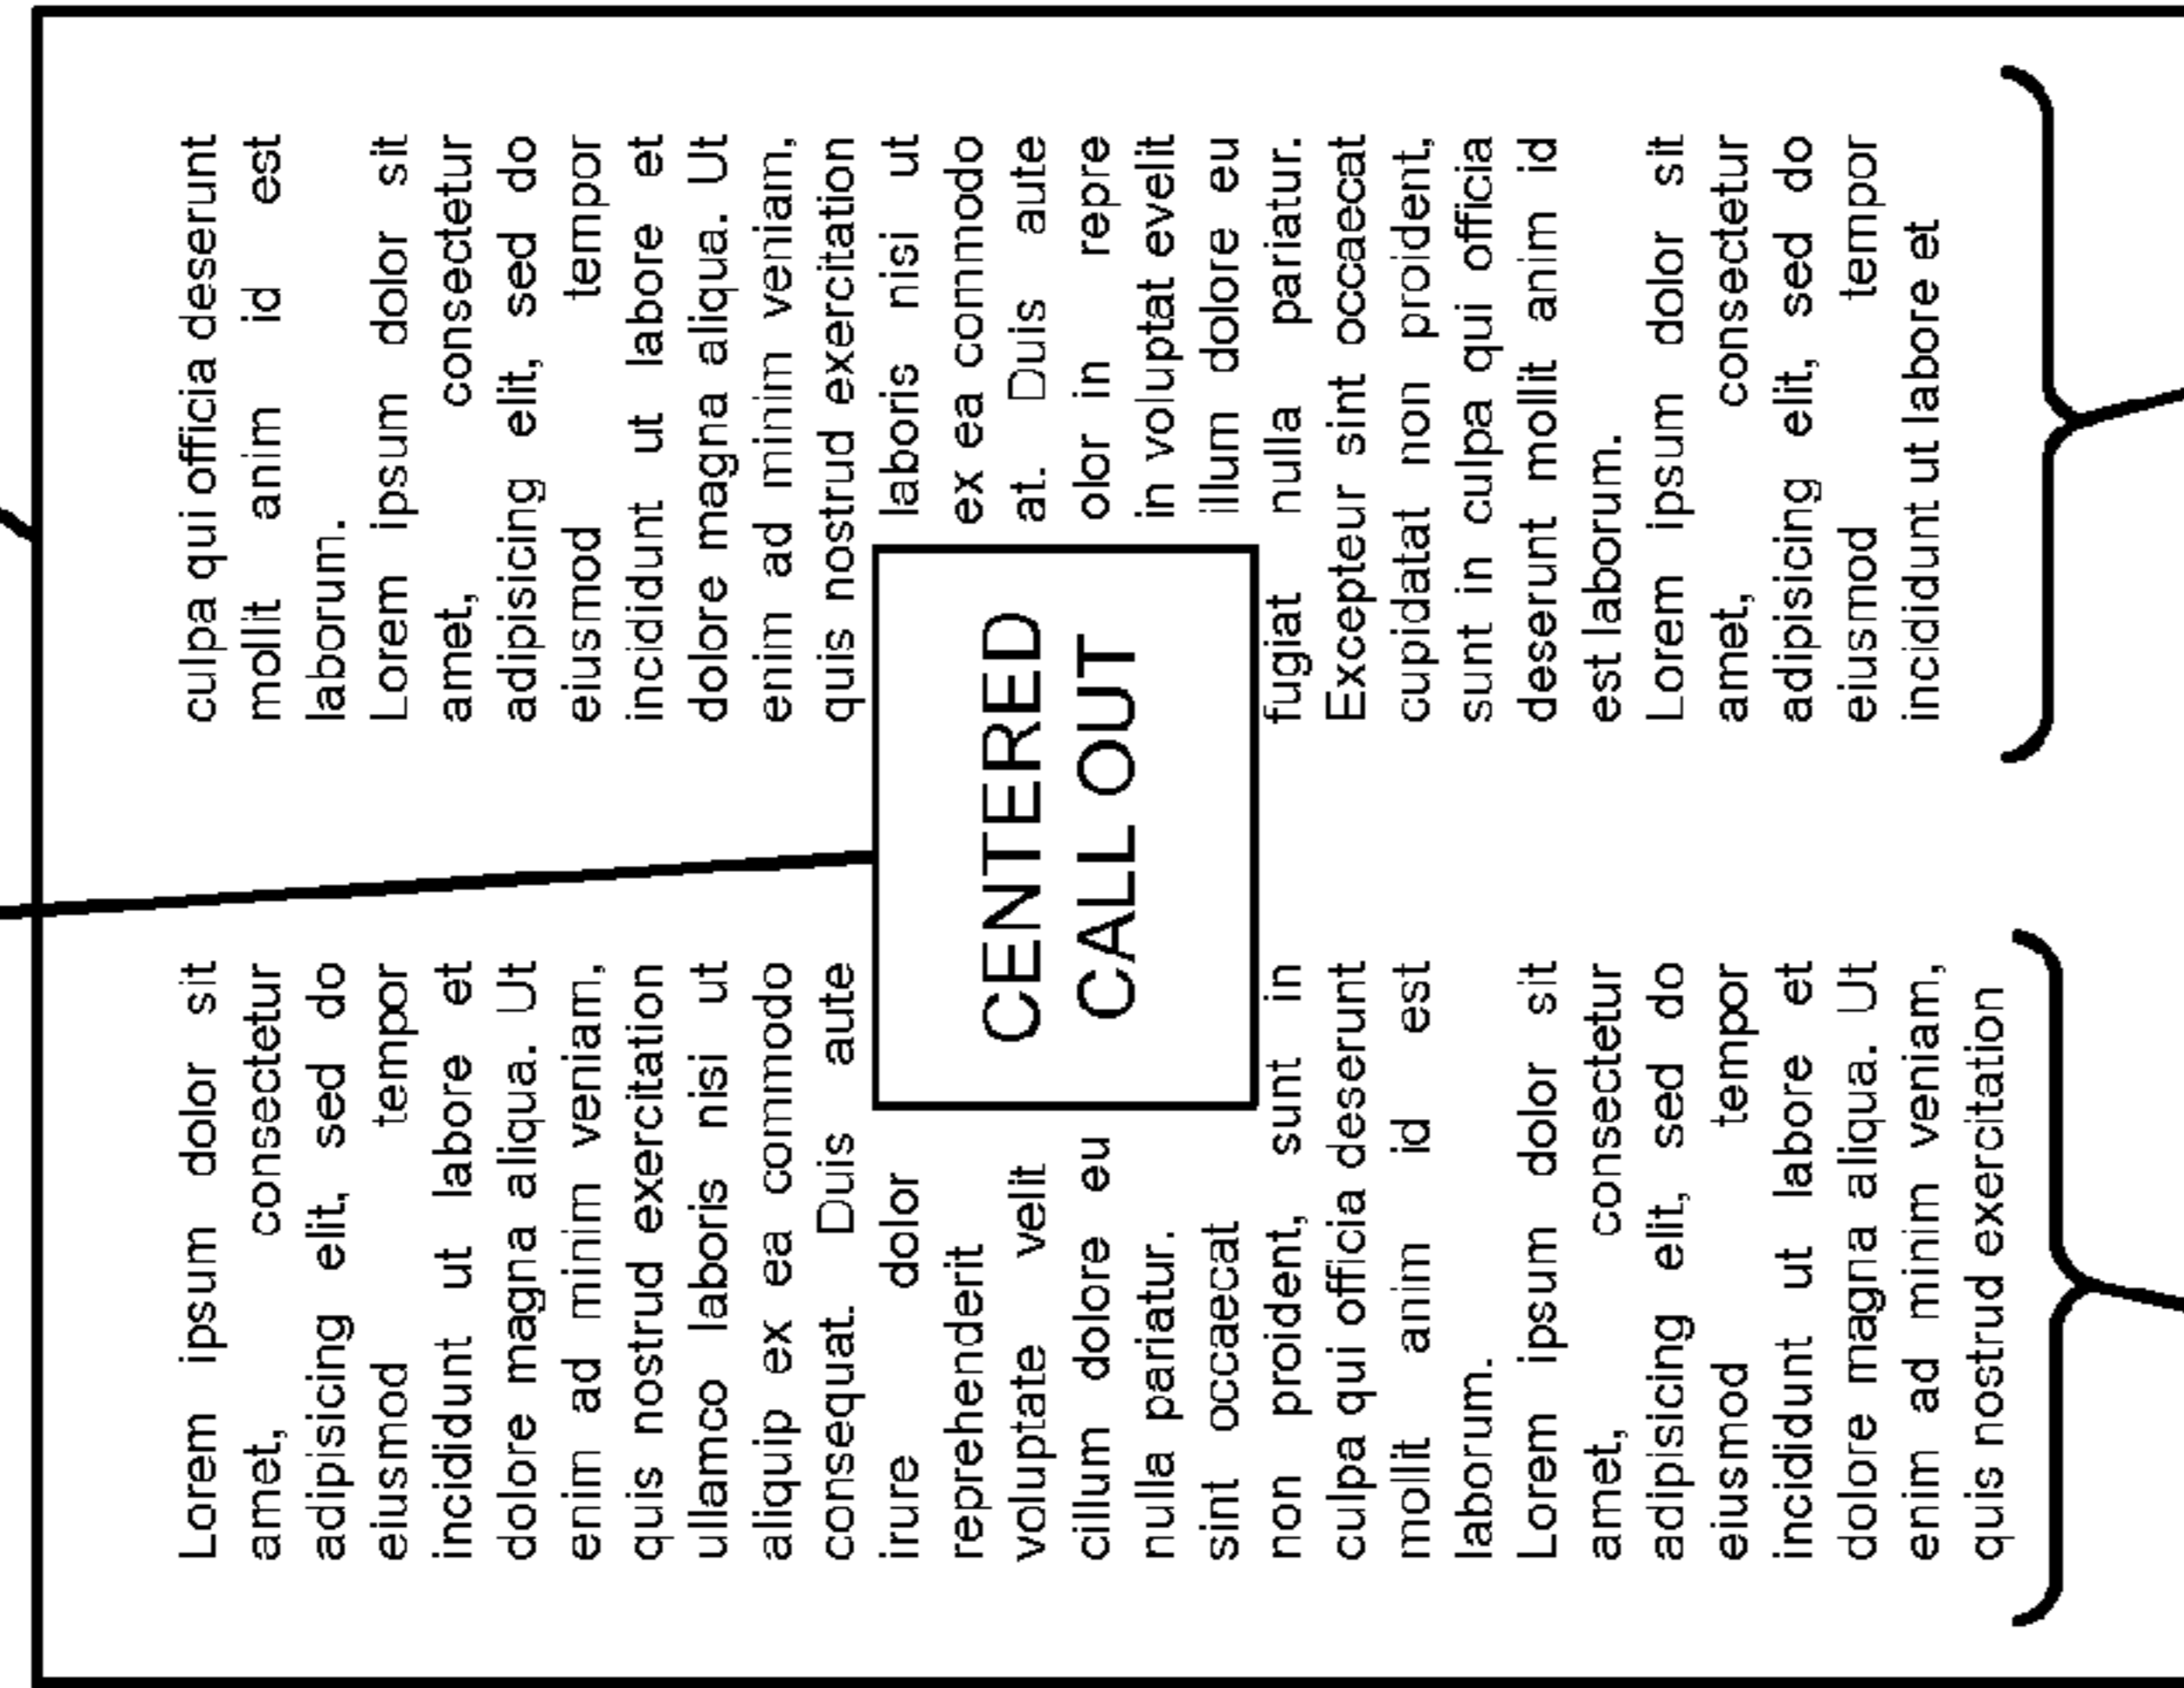 Lorem ipsum dolor sit
amet, consectetur
adipisicing elit, sed do
eiusmod tempor
incididunt ut labore et
dolore magna aliqua. Ut
enim ad minim veniam,
quis nostrud exercitation
ullamco laboris nisi ut
aliquip ex ea commodo
consequat. Duis aute
irure dolor
reprehenderit
voluptate velit
cillum dolore eu
nulla pariatur.
sint occaecat
non proident, sunt in
culpa qui officia deserunt
mollit anim id est
laborum.
Lorem ipsum dolor sit
amet, consectetur
adipisicing elit, sed do
eiusmod tempor
incididunt ut labore et
dolore magna aliqua. Ut
enim ad minim veniam,
quis nostrud exercitation
CENTERED
CALL OUT
culpa qui officia deserunt
mollit anim id est
laborum.
Lorem ipsum dolor sit
amet, consectetur
adipisicing elit, sed do
eiusmod tempor
incididunt ut labore et
dolore magna aliqua. Ut
enim ad minim veniam,
quis nostrud exercitation
laboris nisi ut
ex ea commodo
at. Duis aute
olor in repre
in voluptat evelit
illum dolore eu
fugiat nulla pariatur.
Excepteur sint occaecat
cupidatat non proident,
sunt in culpa qui officia
deserunt mollit anim id
est laborum.
Lorem ipsum dolor sit
amet, consectetur
adipisicing elit, sed do
eiusmod tempor
incididunt ut labore et